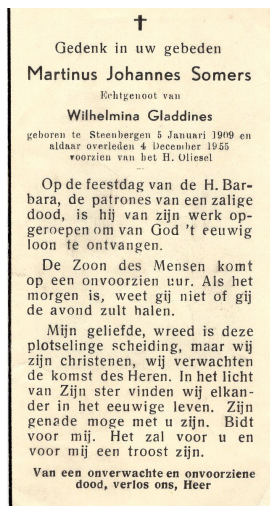 Gedenk in uw gebeden
Martinus Johannes Somers
Echtgenoot van
Wilhelmina Gladdines
geboren te Steenbergen 5 Januari 1909 en
aldaar overleden 4 December 1955
voorzien van het H. Oliesel
Op de feestdag van de H. Bar-
bara, de patrones van een zalige
dood, is hij van zijn werk op-
geroepen om van God 't eeuwig
loon te ontvangen.
De Zoon des Mensen komt
op een onvoorzien uur. Als het
morgen is, weet gij niet of gij
de avond zult halen.
Mijn geliefde, wreed is deze
plotselinge scheiding, maar wij
zijn christenen, wij verwachten
de komst des Heren. In het licht
van Zijn ster vinden wij elkan-
der in het eeuwige leven. Zijn
genade moge met u zijn. Bidt
voor mij. Het zal voor u en
voor mij een troost zijn.
Van een onverwachte en onvoorziene
dood, verlos ons, Heer